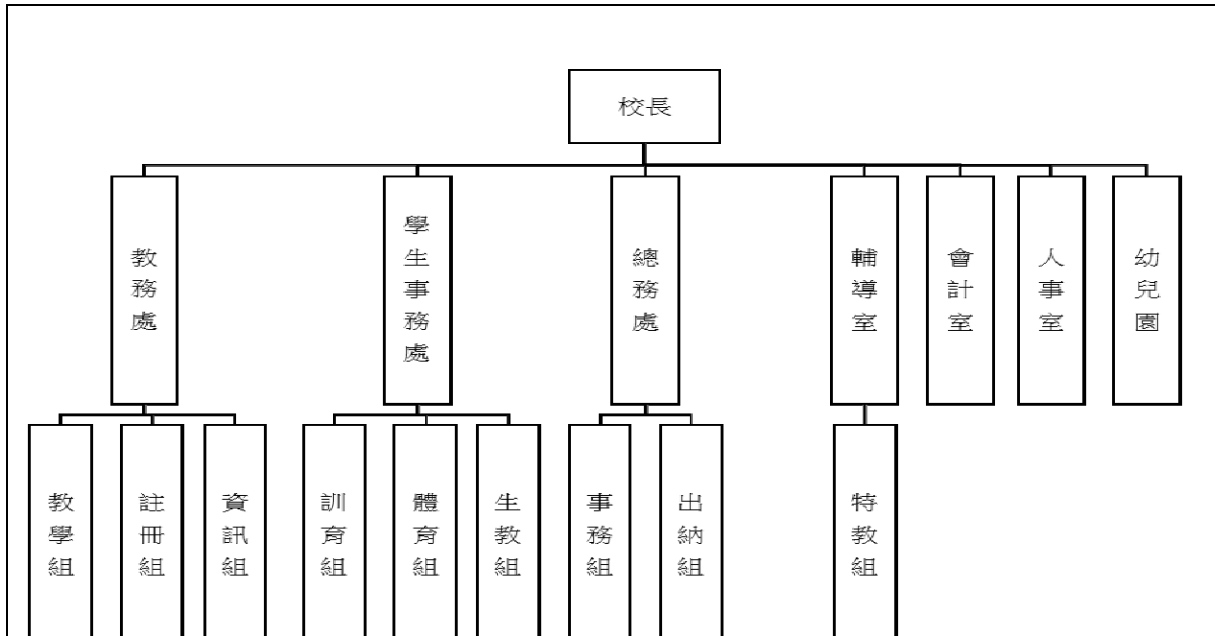 校長
教務處
學生事務處
總務處
輔導室
會計室
人事室
幼兒園
教學組
註冊組
資訊組
訓育組
體育組
生教組
事務組
出納組
特教組